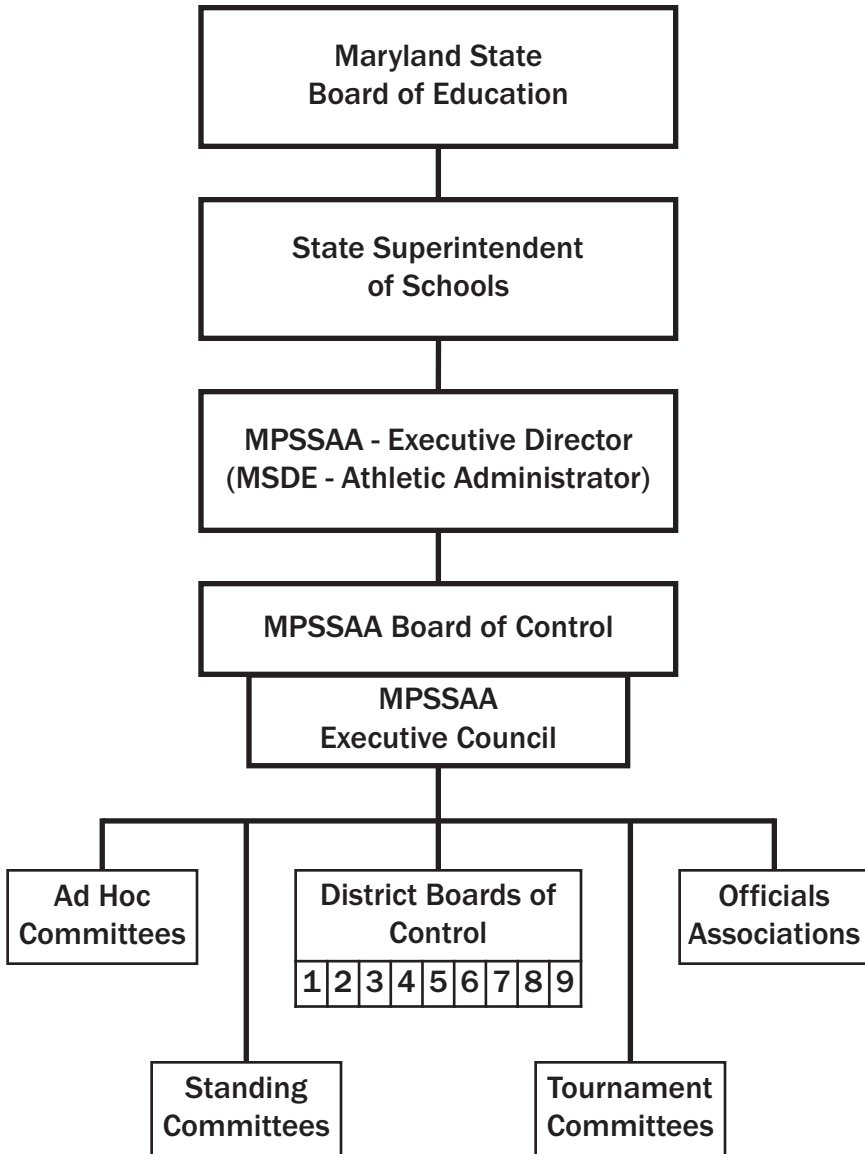 Maryland State
Board of Education
State Superintendent
of Schools
MPSSAA - Executive Director
(MSDE - Athletic Administrator)
MPSSAA Board of Control
MPSSAA
Executive Council
Ad Hoc
Committees
District Boards of
Control
1 2 3 4 5 6 7 8 9
Officials
Associations
Standing
Committees
Tournament
Committees